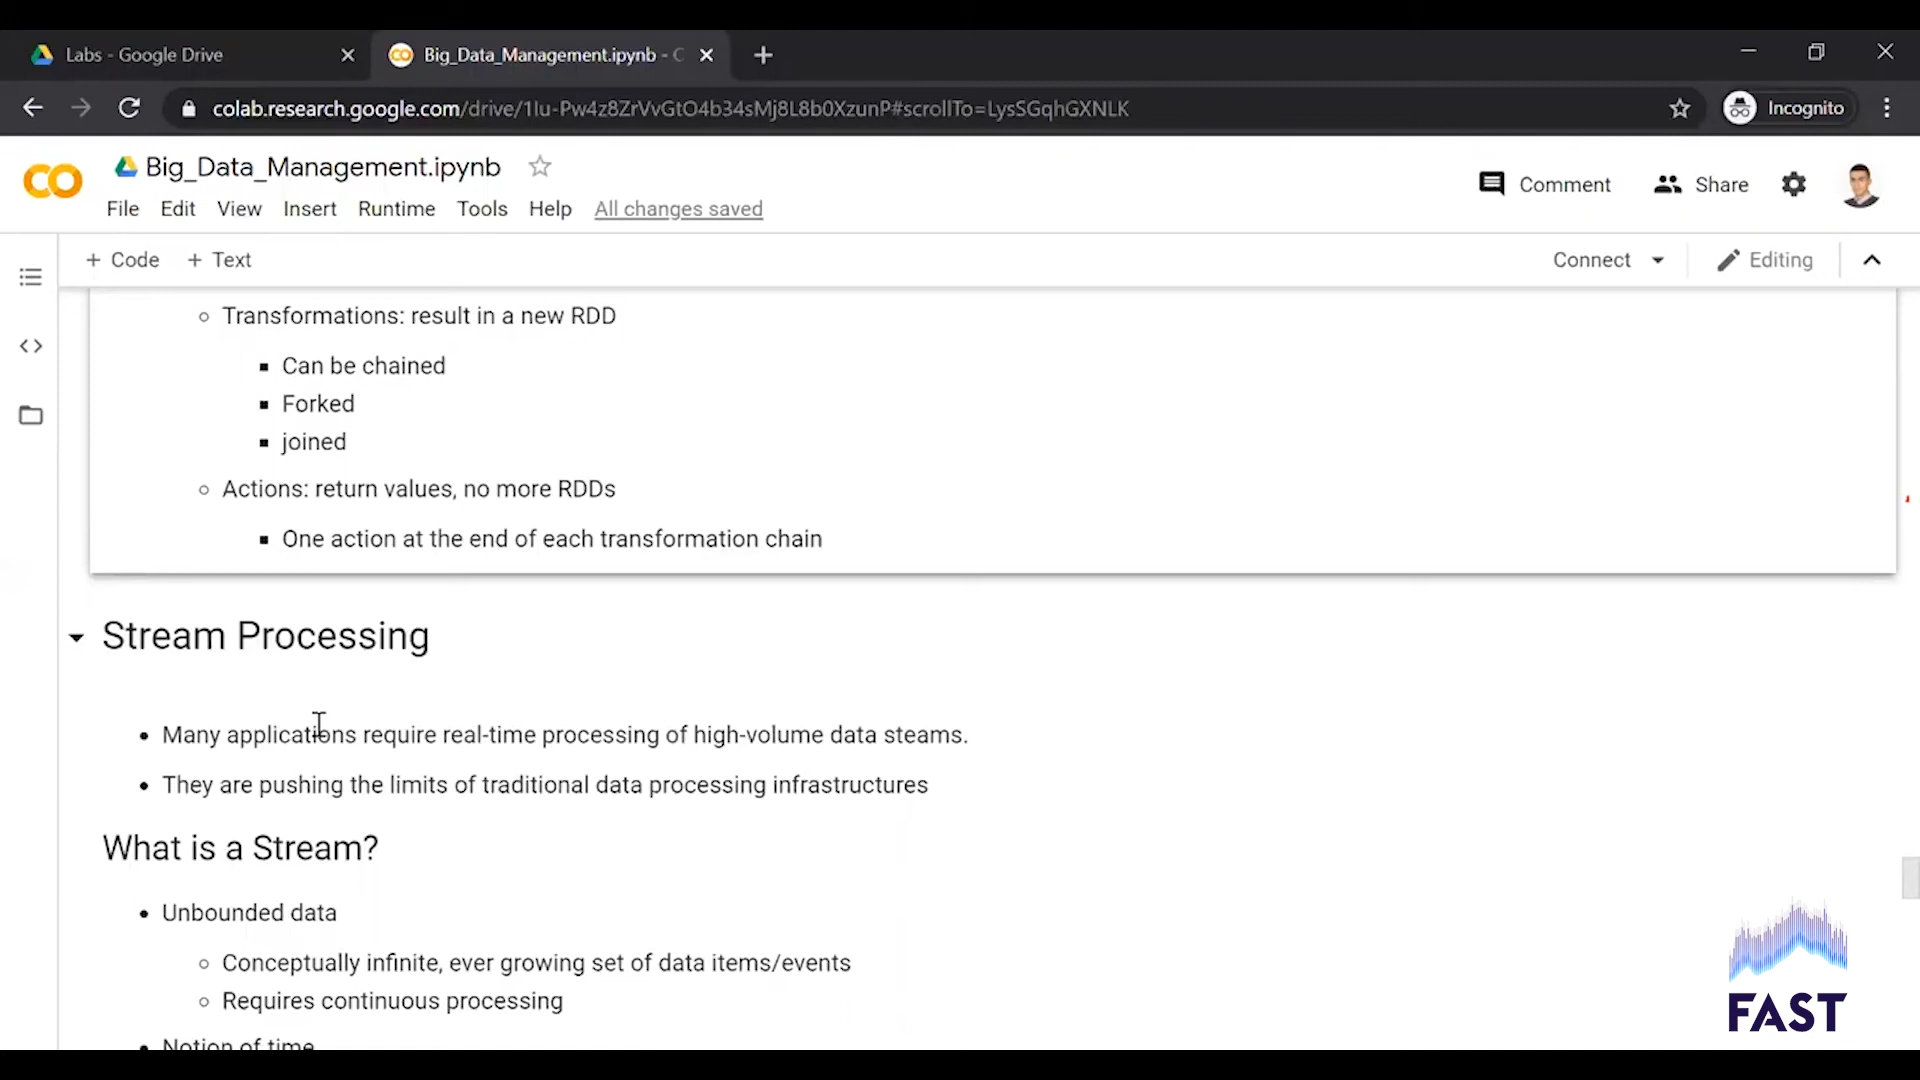 Labs - Google Drive
Big_Data_Management.ipynb - C
colab.research.google.com/drive/1Iu-Pw4z8ZrVvGtO4b34sMj8L8b0XzunP#scrollTo=LysSGqhGXNLK
Incognito
Big_Data_Management.ipynb
Comment
Share
File Edit View Insert Runtime Tools Help All changes saved
+ Code + Text
Connect
Editing
Transformations: result in a new RDD
Can be chained
Forked
joined
Actions: return values, no more RDDs
One action at the end of each transformation chain
Stream Processing
Many applications require real-time processing of high-volume data steams.
They are pushing the limits of traditional data processing infrastructures
What is a Stream?
Unbounded data
Conceptually infinite, ever growing set of data items/events
Requires continuous processing
Notion of time
FAST